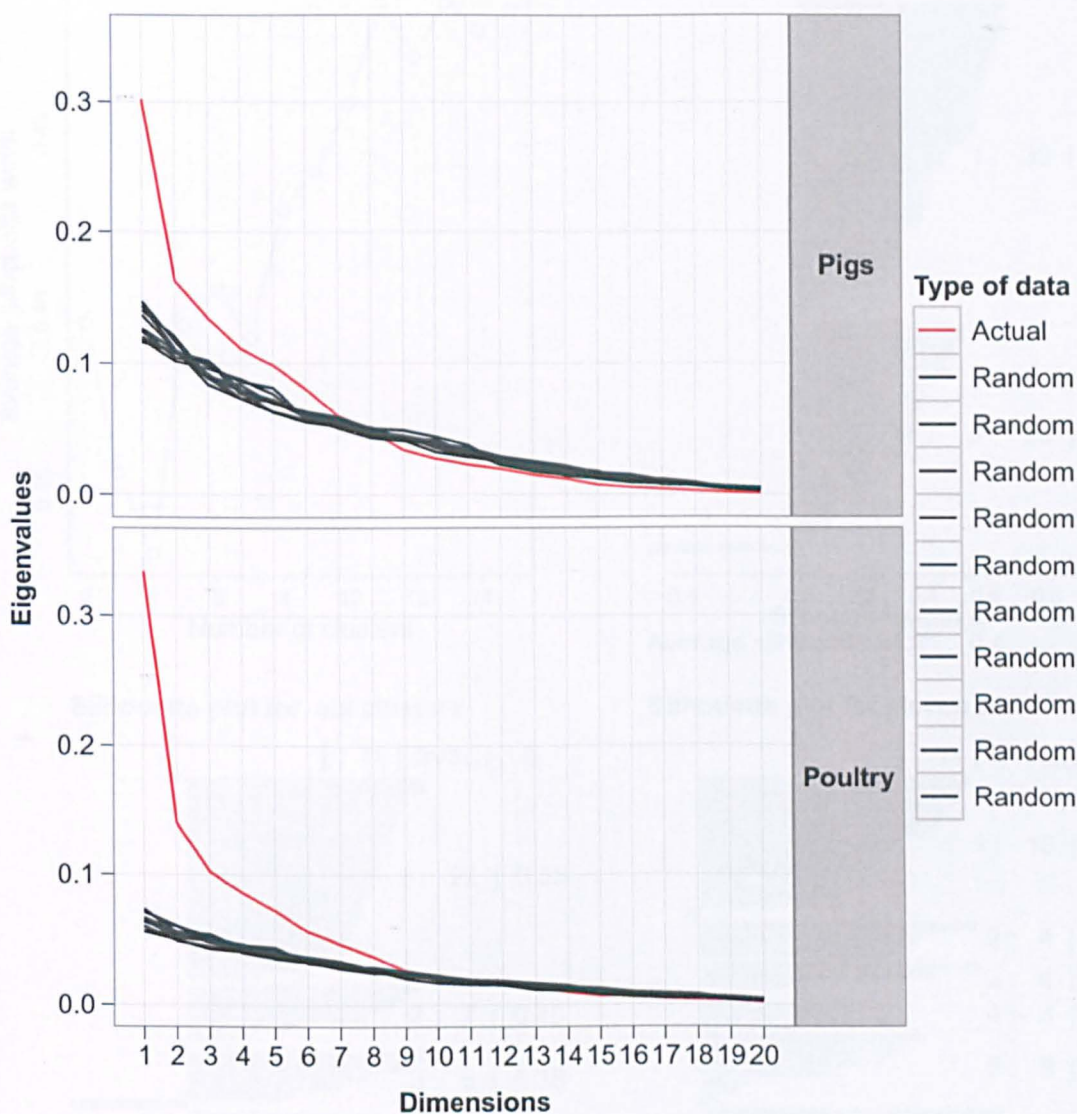 0.3
0.2
0.1
0.0
Pigs
0.3
0.2
0.1
0.0
Poultry
Eigenvalues
1 2 3 4 5 6 7 8 9 10 11 12 13 14 15 16 17 18 19 20
Dimensions
Type of data
Actual
Random
Random
Random
Random
Random
Random
Random
Random
Random
Random